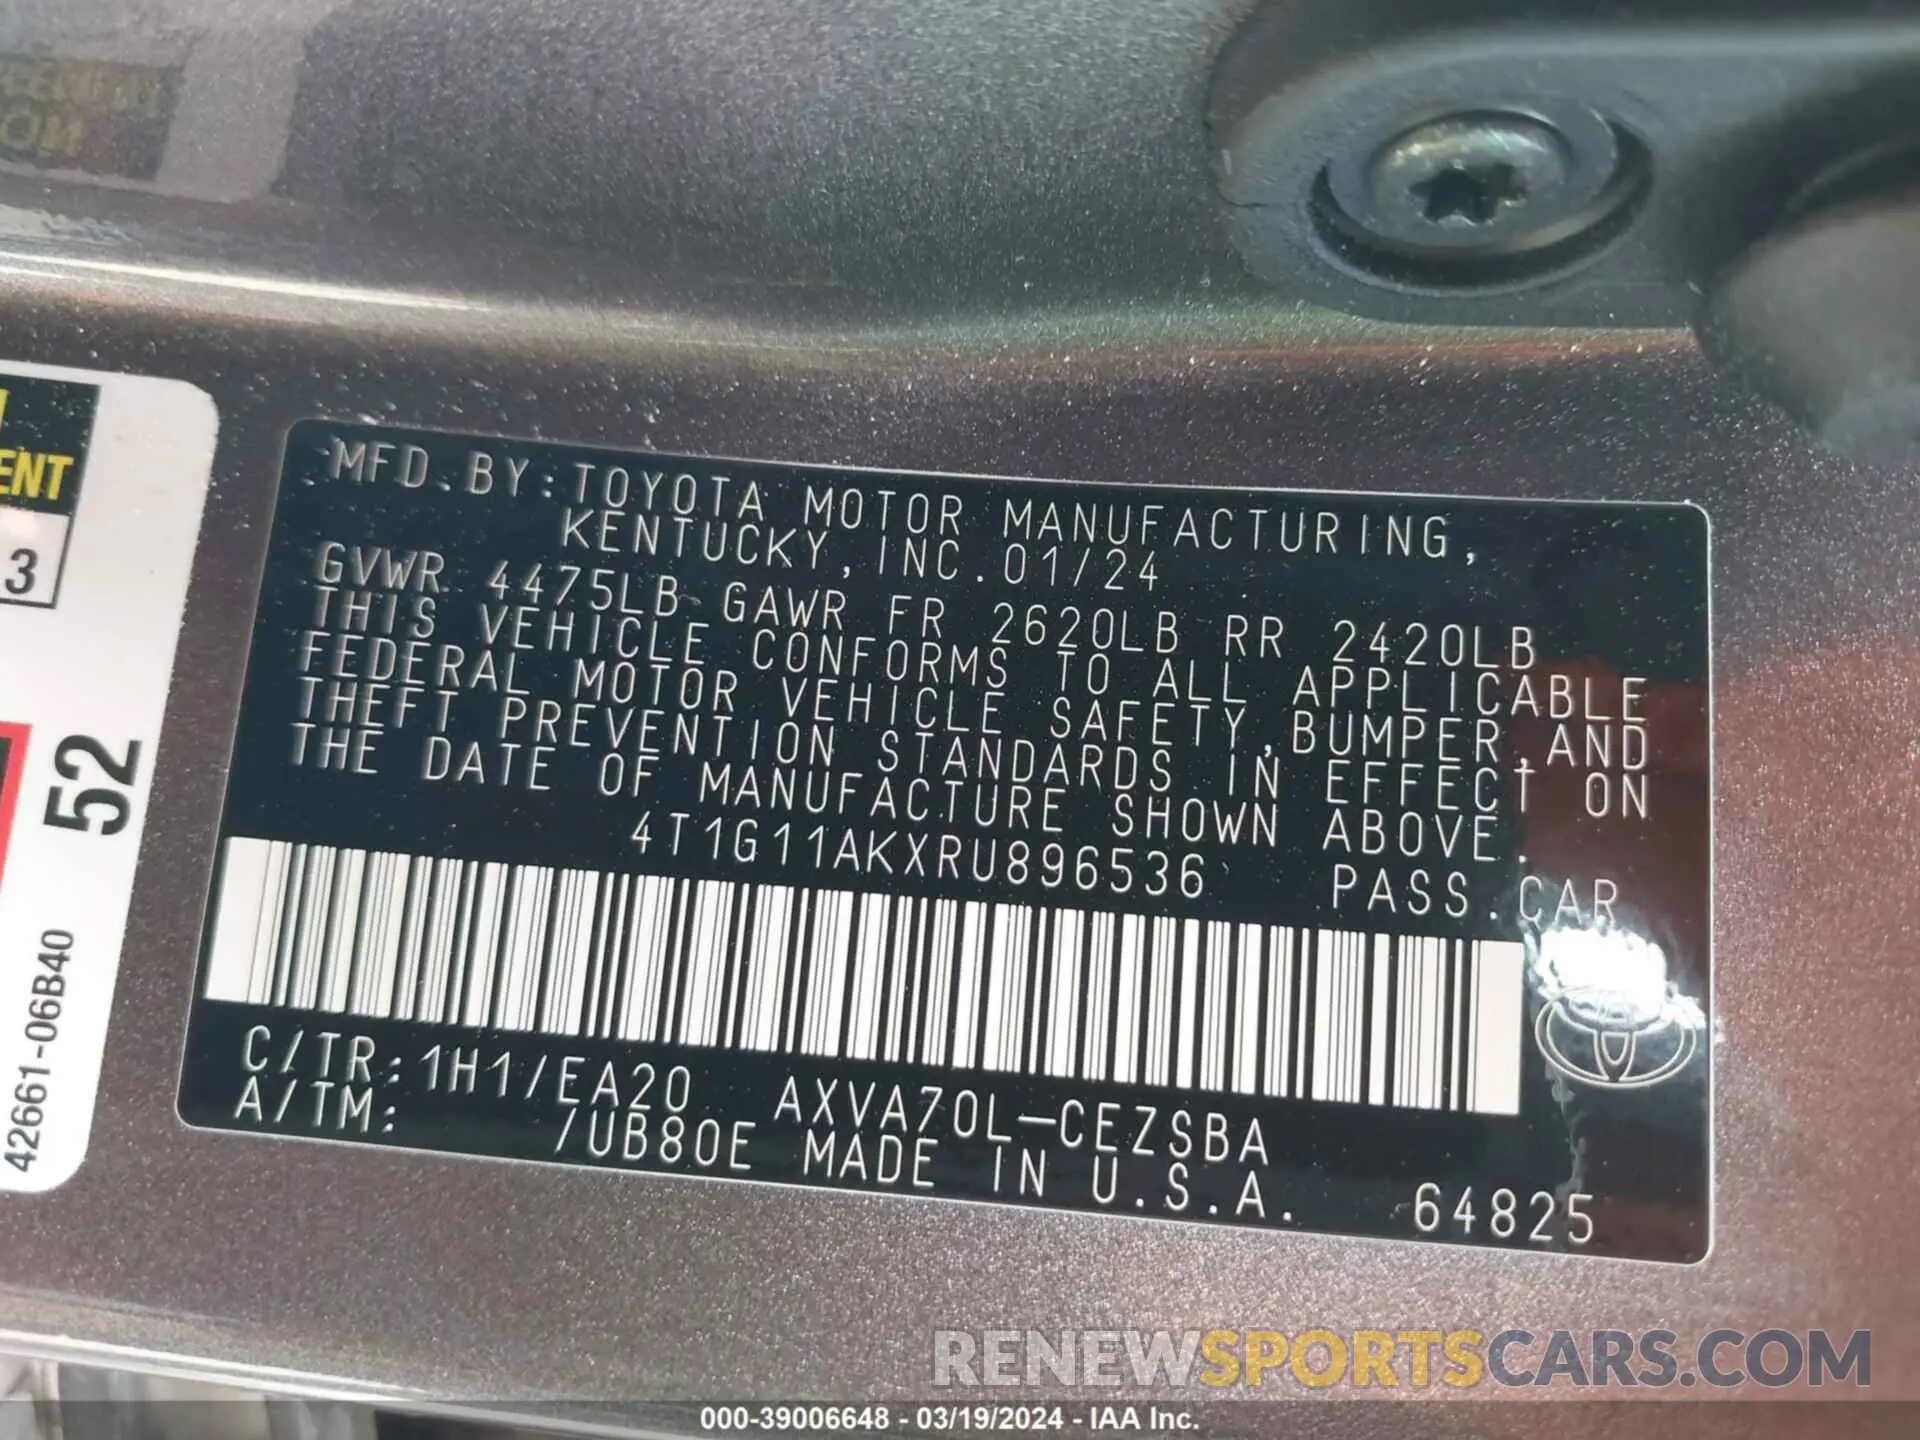 ENT
3
52
42661-06B40
MFD.BY:TOYOTA MOTOR MANUFACTURING,
KENTUCKY,INC.01/24
GVWR 4475LB GAWR FR 2620LB RR 2420LB
THIS VEHICLE CONFORMS TO ALL APPLICABLE
FEDERAL MOTOR VEHICLE SAFETY,BUMPER,AND
THEFT PREVENTION STANDARDS IN EFFECT ON
THE DATE OF MANUFACTURE SHOWN ABOVE.
4T1G11AKXRU896536 PASS.CAR
C/TR:1H1/EA20 AXVA70L-CEZSBA
A/TM: /UB80E MADE IN U.S.A. 64825
RENEWSPORTSCARS.COM
000-39006648 - 03/19/2024 - IAA Inc.